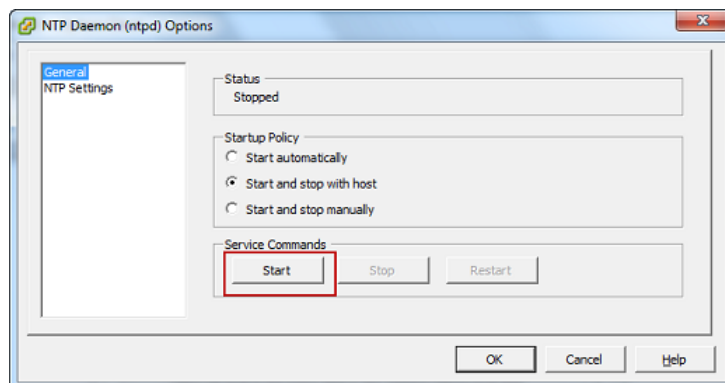 NTP Daemon (ntpd) Options
x
General
NTP Settings
Status
Stopped
Startup Policy
Start automatically
Start and stop with host
Start and stop manually
Service Commands
Start Stop Restart
OK Cancel Help